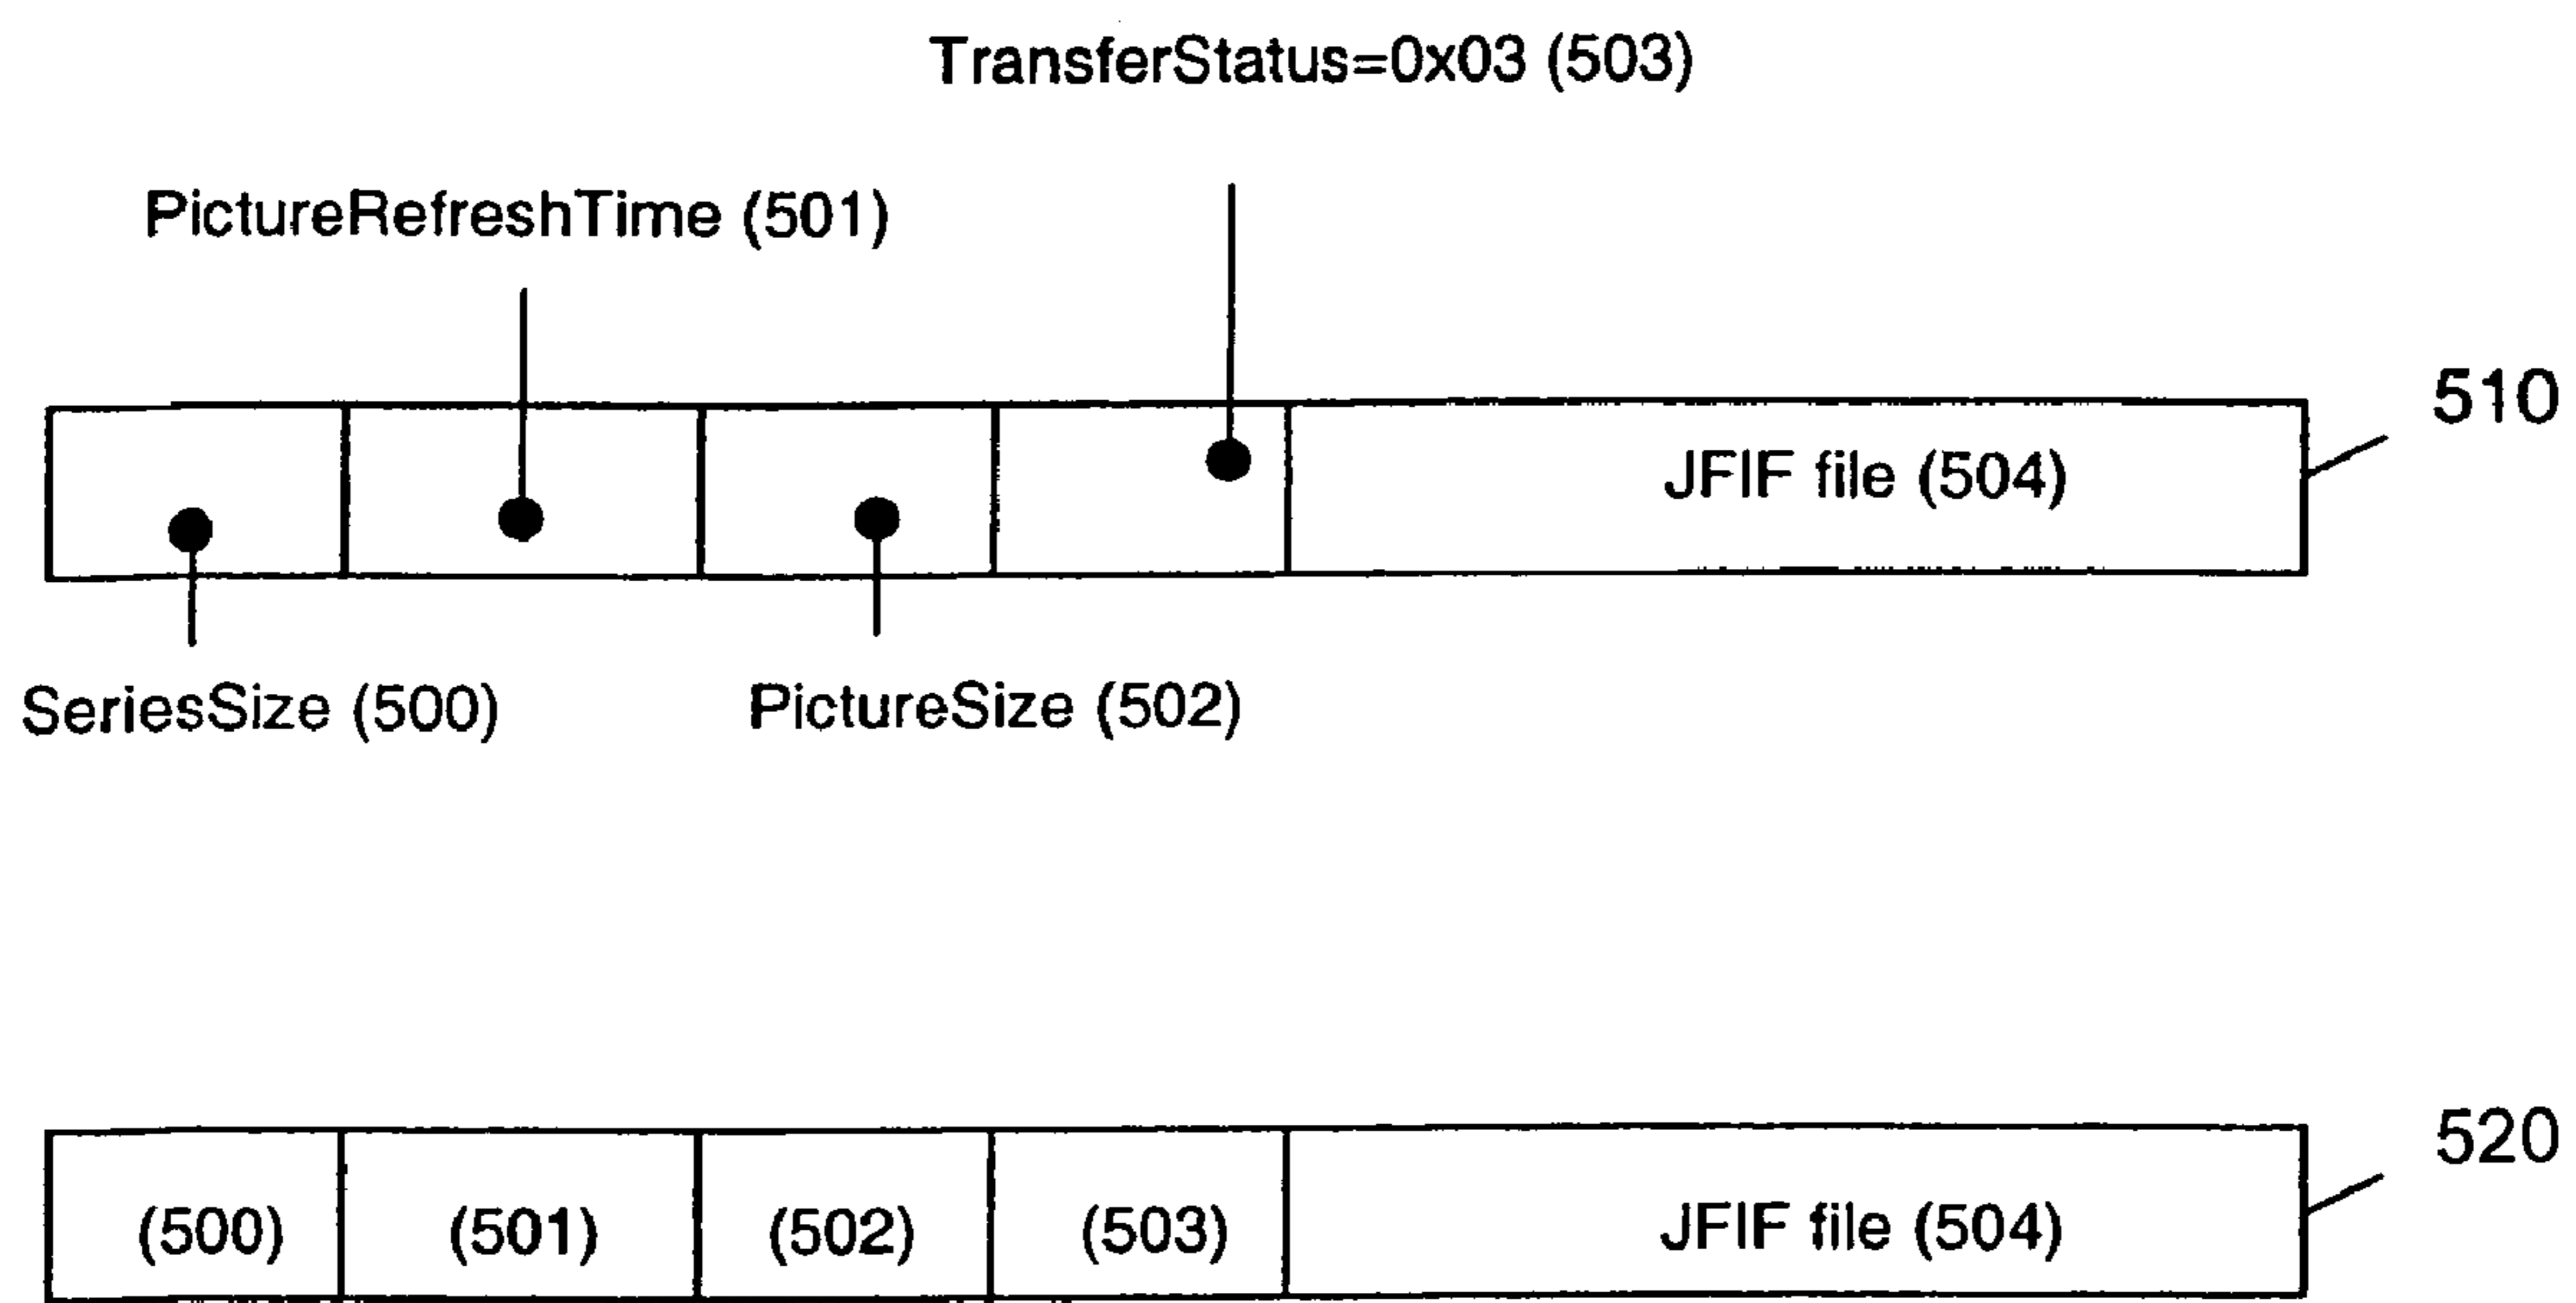 TransferStatus=0x03 (503)
PictureRefreshTime (501)
510
JFIF file (504)
SeriesSize (500)
PictureSize (502)
520
(500)
(501)
(502)
(503)
JFIF file (504)